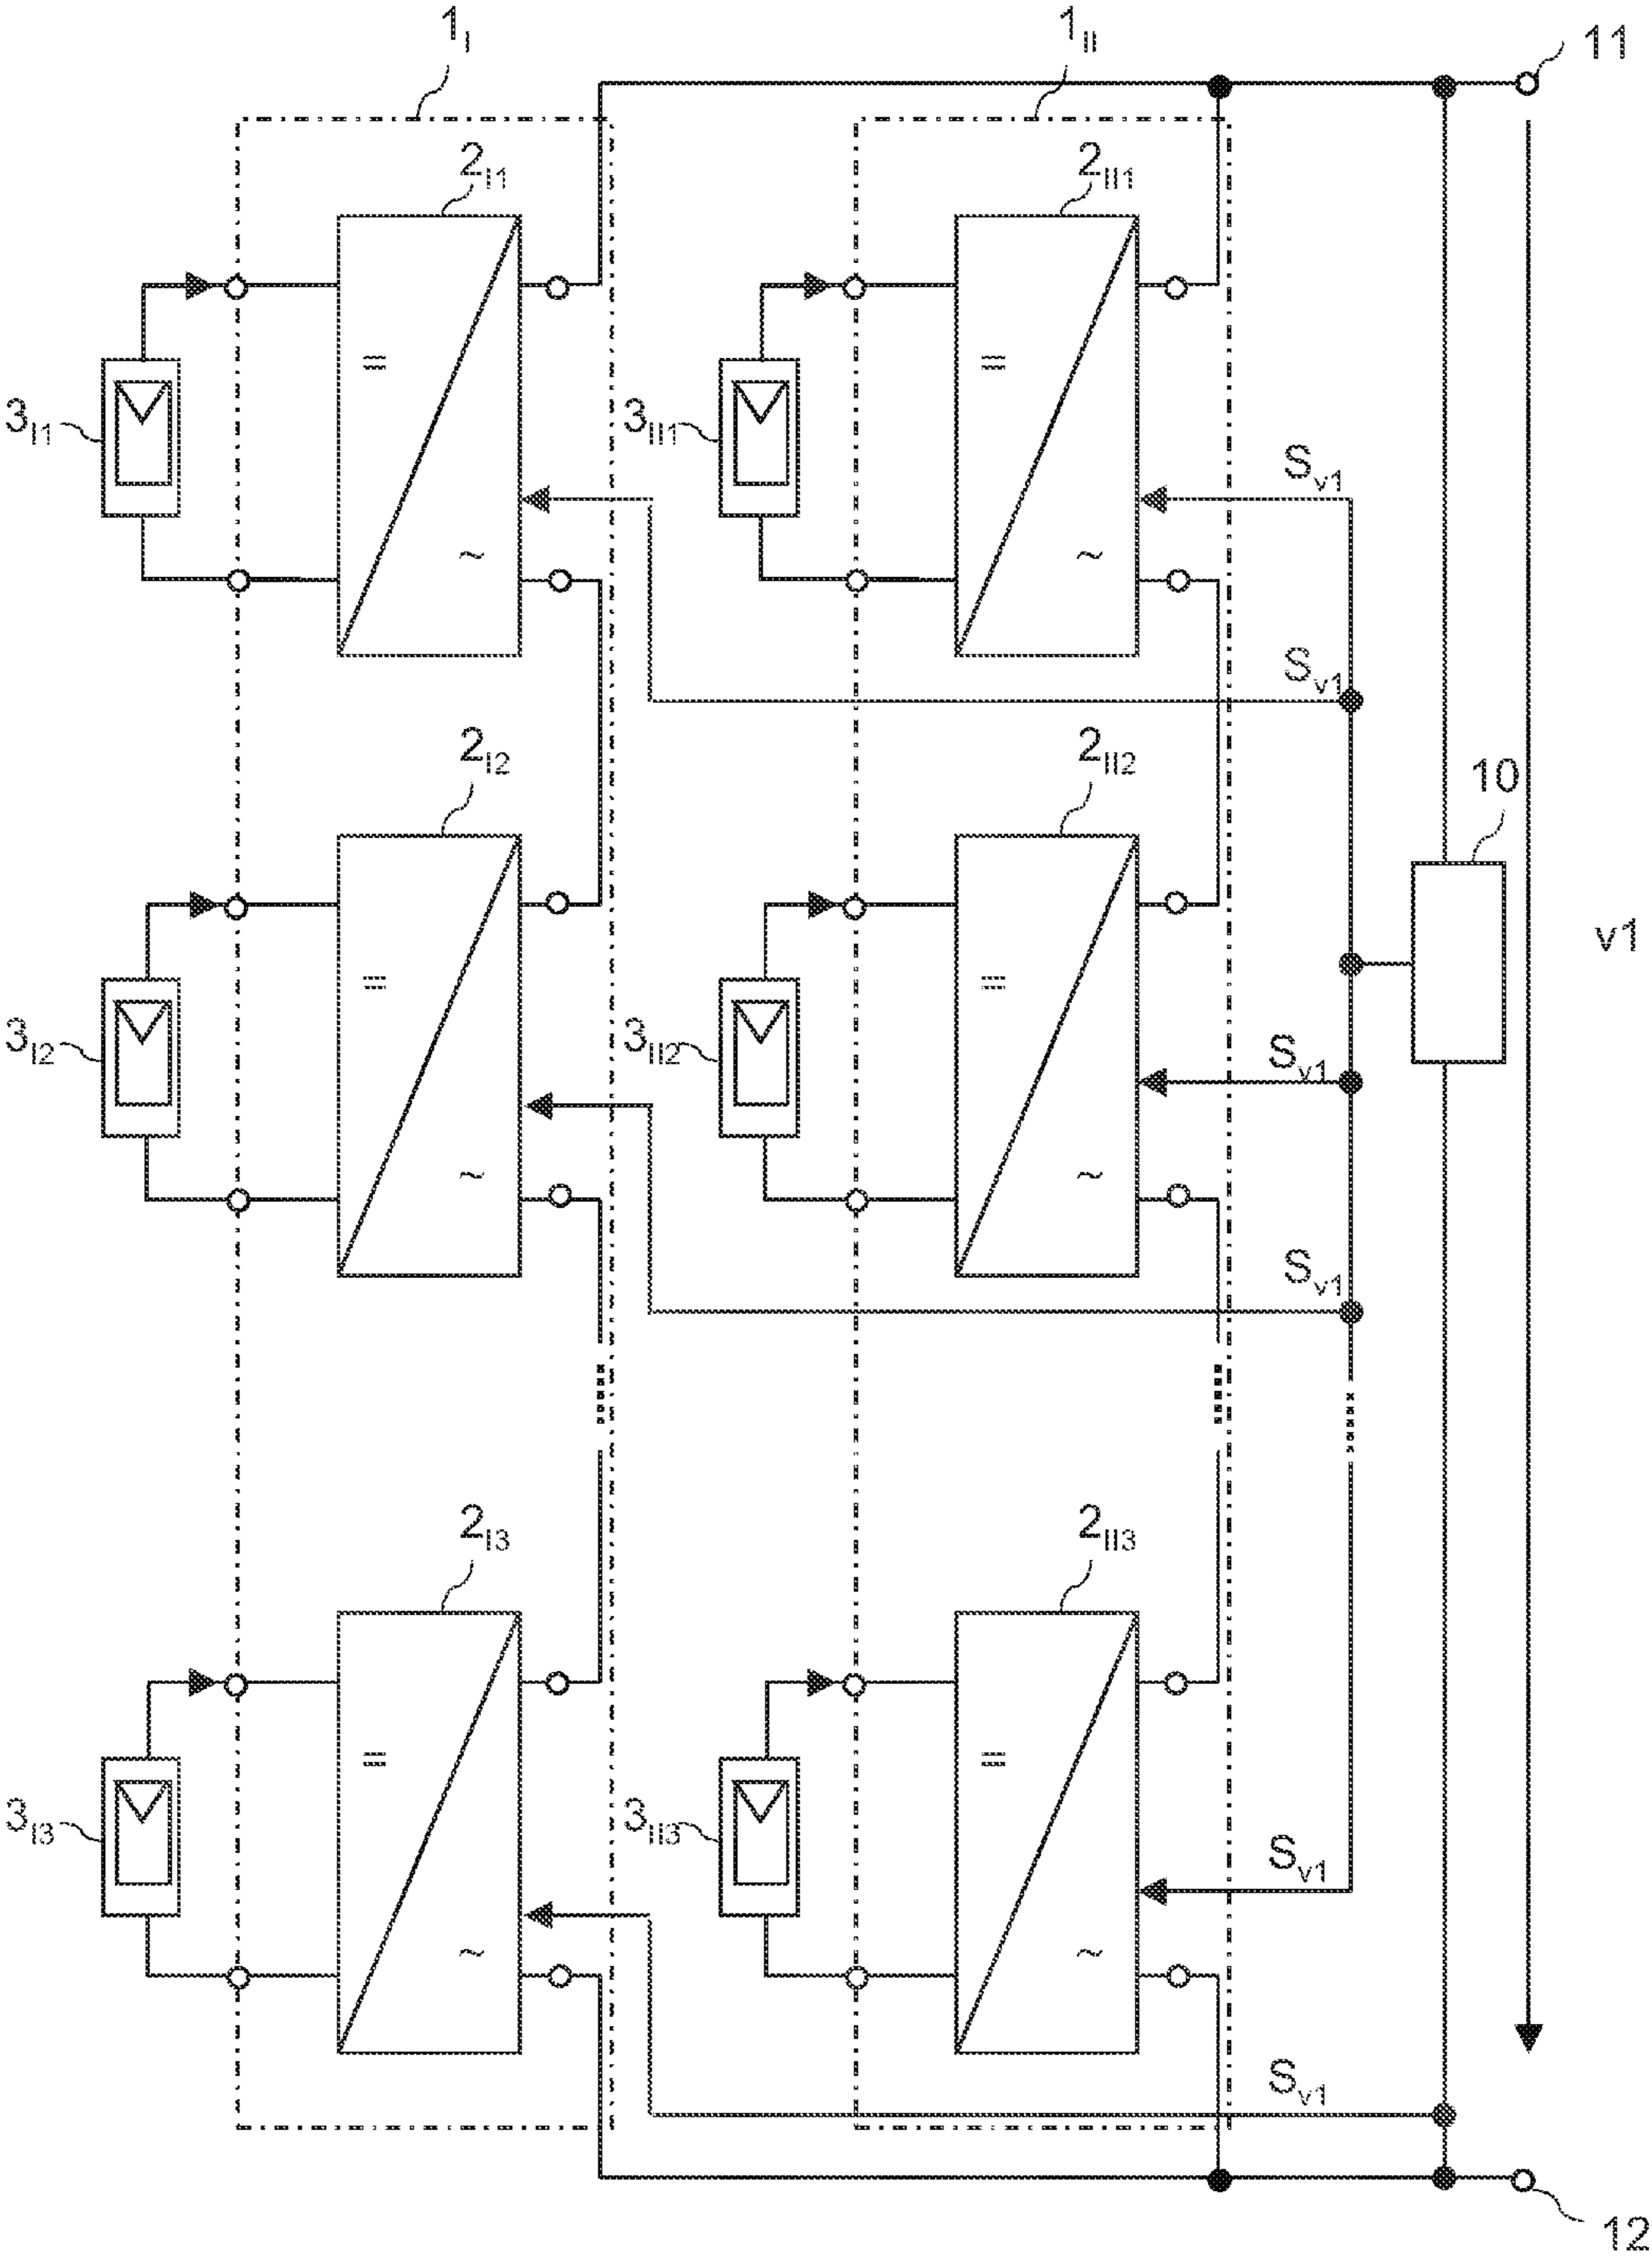 1I
1II
11
2I1
2II1
=
=
3I1
3II1
Sv1
~
~
Sv1
2I2
2II2
10
v1
=
=
3I2
3II2
Sv1
~
~
Sv1
2I3
2II3
=
=
3I3
3II3
Sv1
~
~
Sv1
12